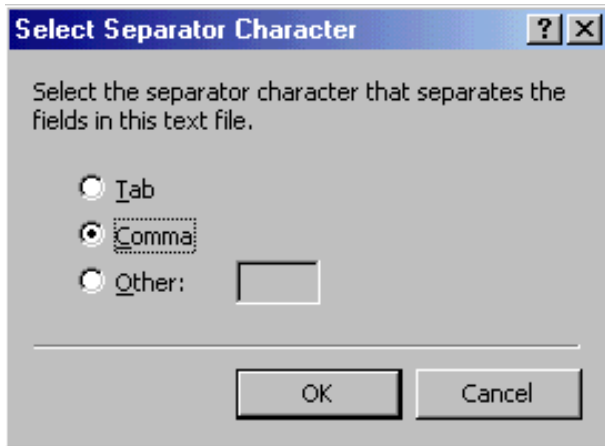 Select Separator Character
Select the separator character that separates the
fields in this text file.
Tab
Comma
Other:
OK
Cancel